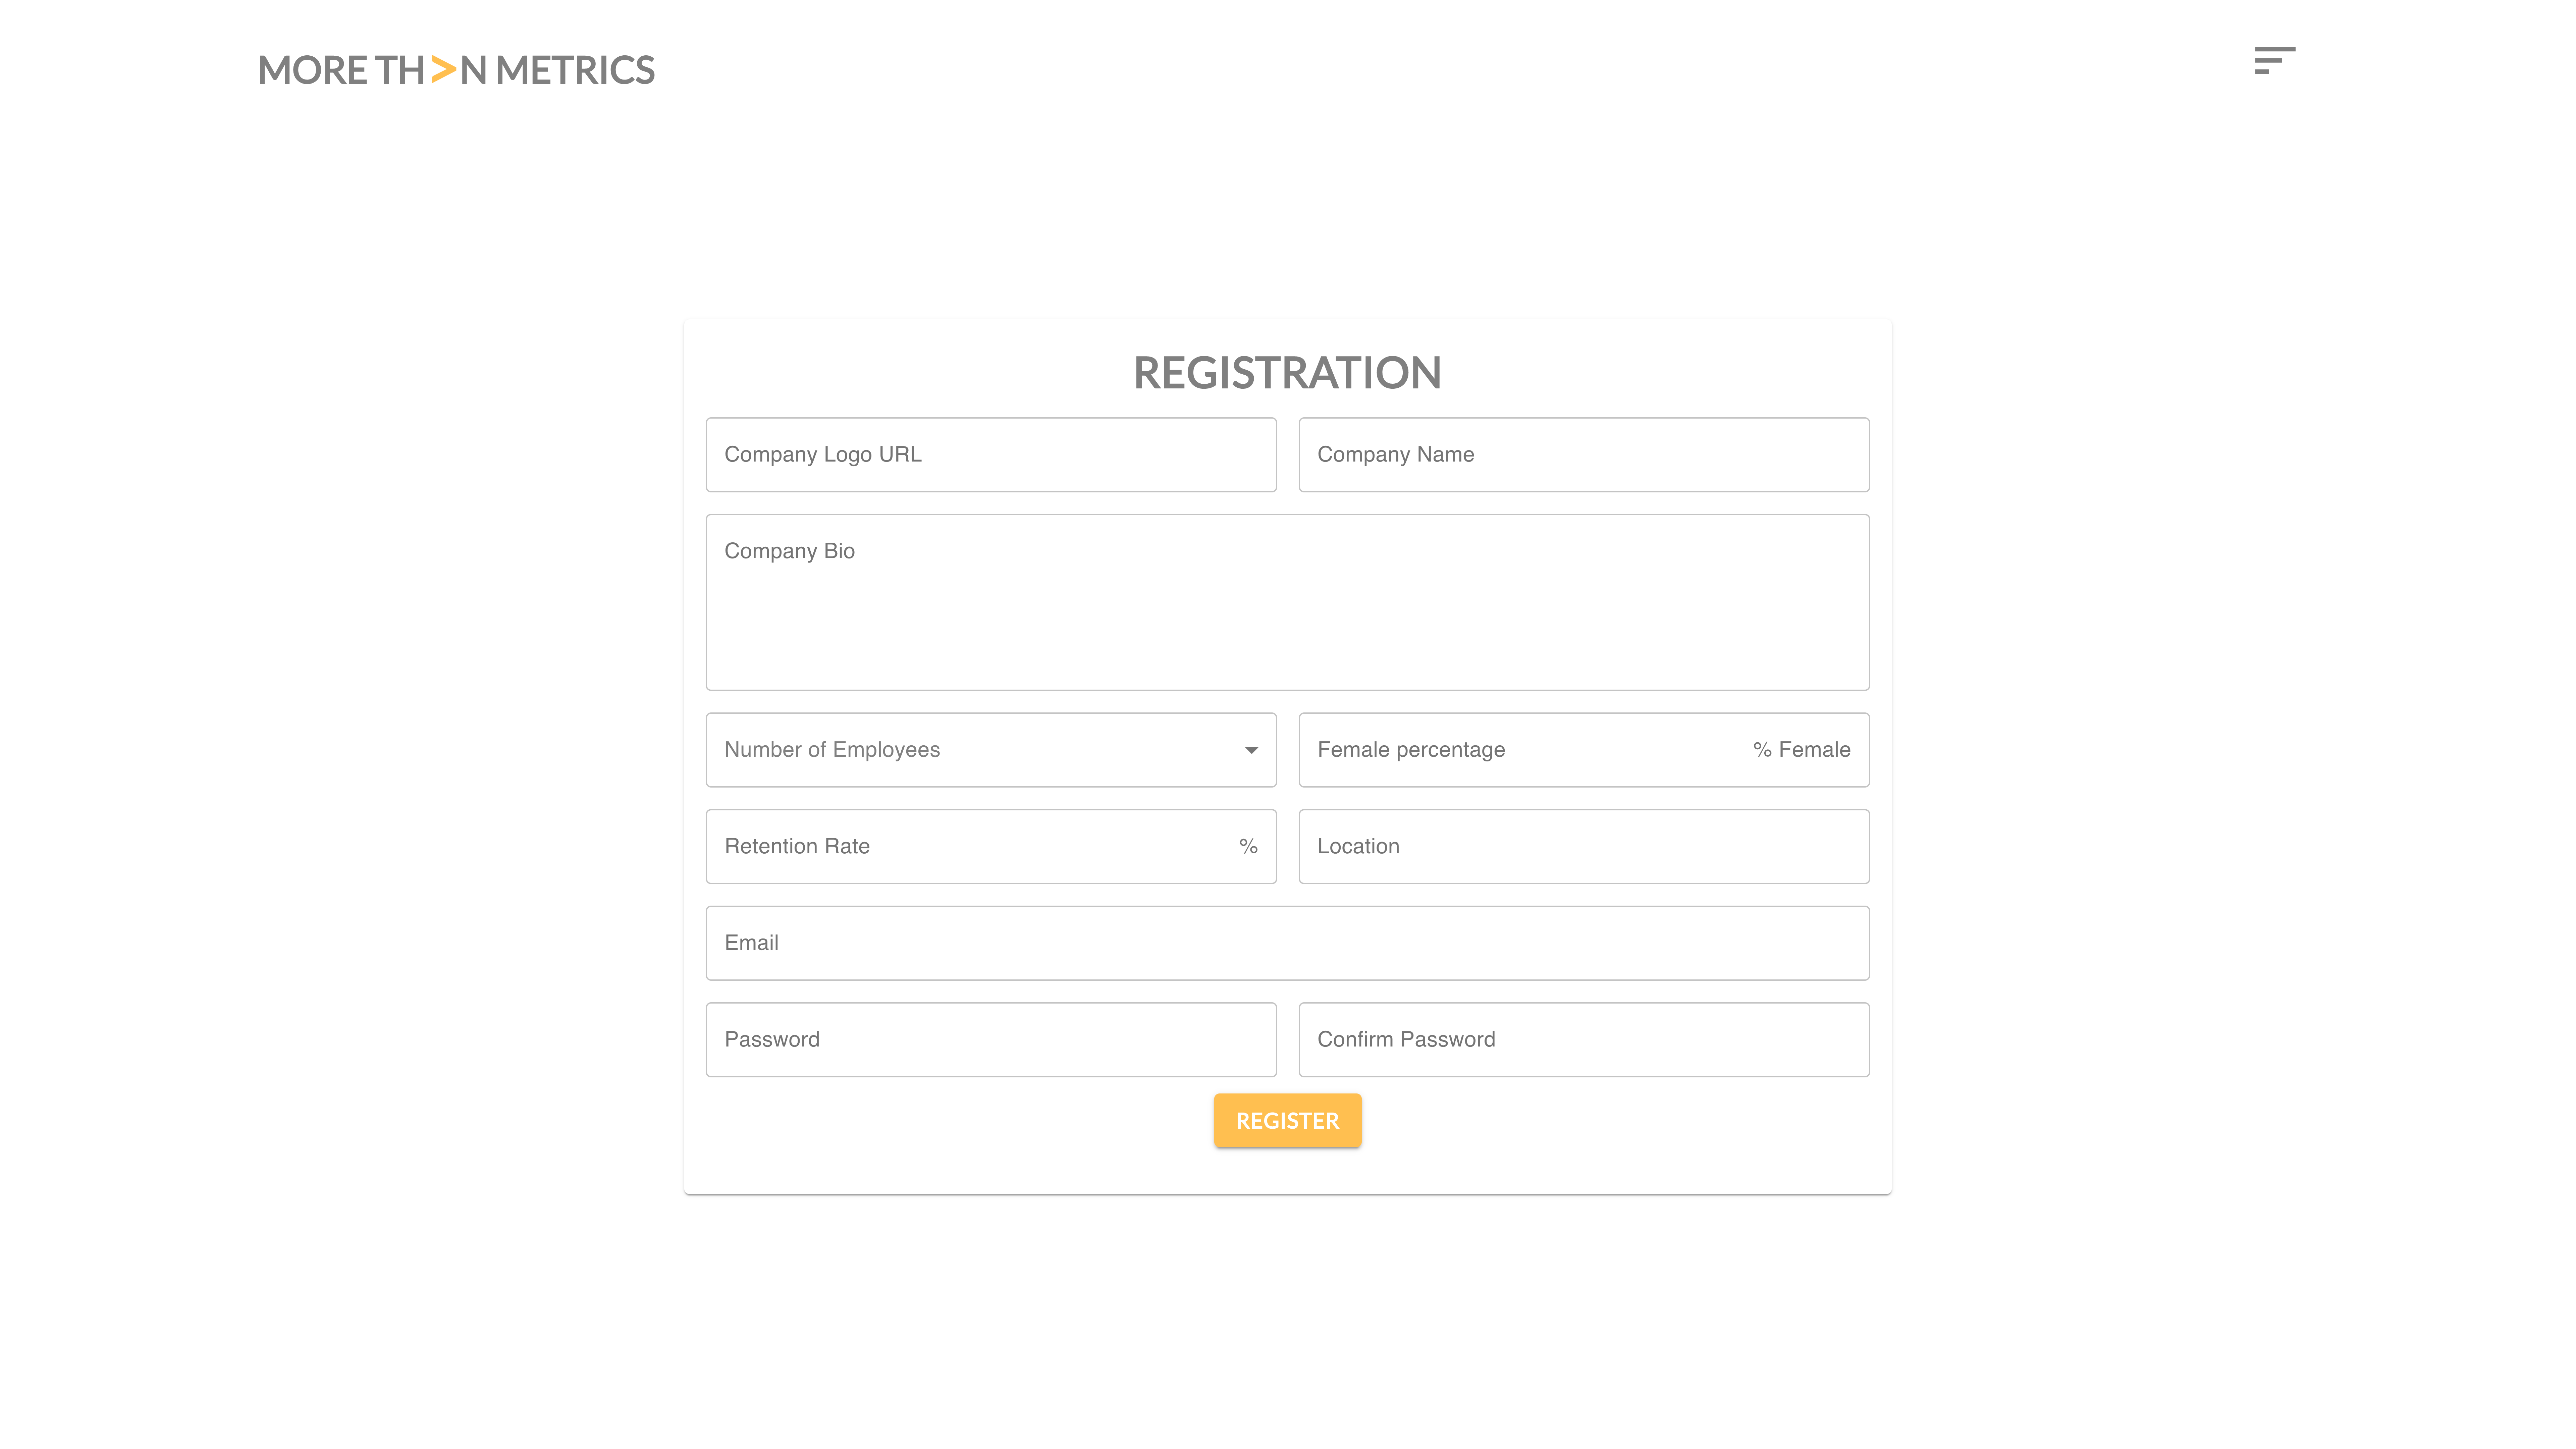 MORE TH>N METRICS
REGISTRATION
Company Logo URL
Company Name
Company Bio
Number of Employees
Female percentage % Female
Retention Rate %
Location
Email
Password
Confirm Password
REGISTER